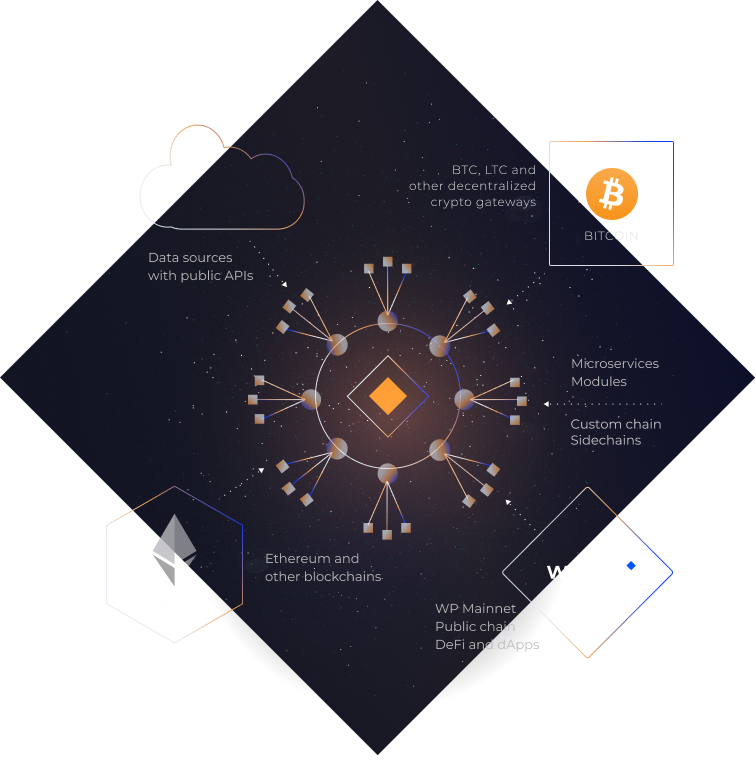 BTC, LTC and
other decentralized
crypto gateways
BITCOIN
Data sources
with public APIs
Microservices
Modules
Custom chain
Sidechains
Ethereum and
other blockchains
WP Mainnet
Public chain
DeFi and dApps